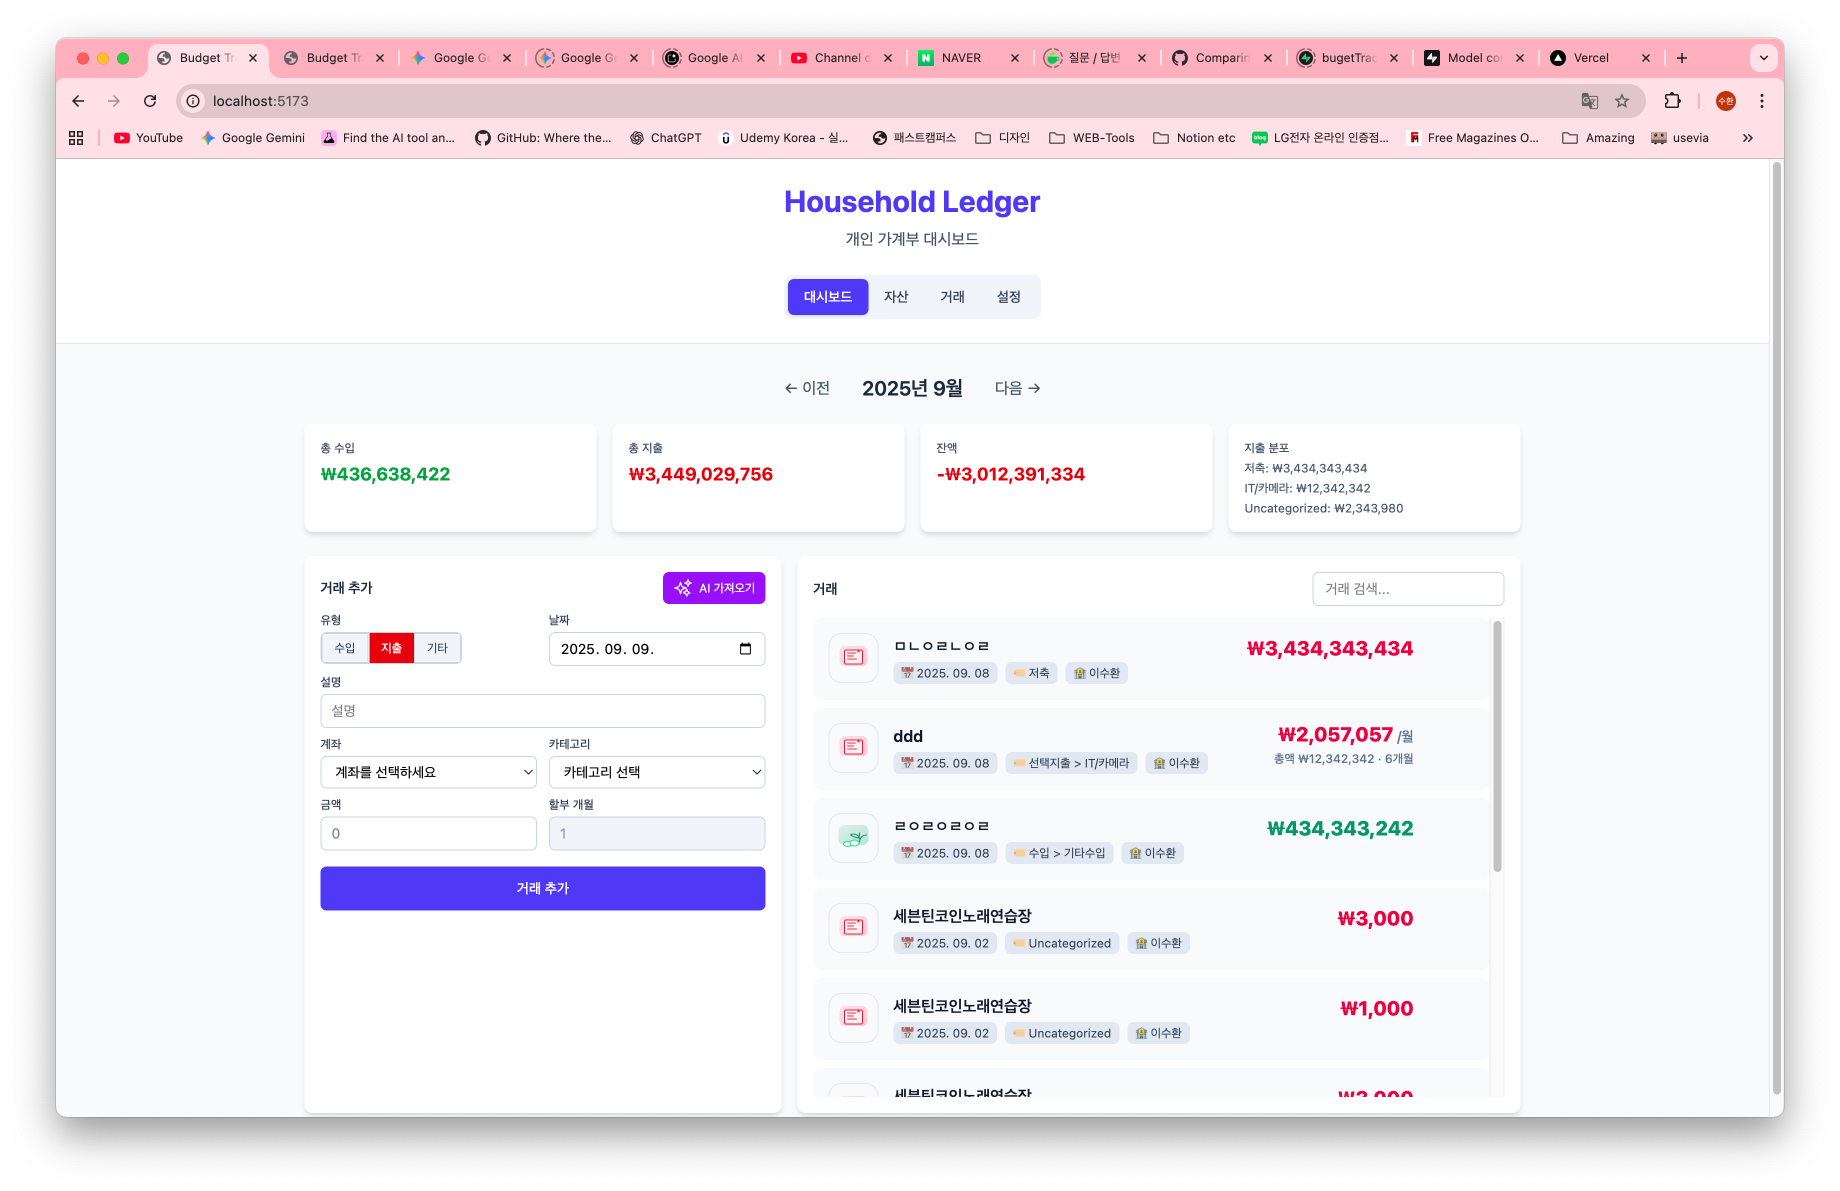 Budget Tr
Budget Tr
Google Ge
Google Ge
Google AI
Channel d
NAVER
질문 / 답변
Comparin
bugetTrac
Model co
Vercel
localhost:5173
수환
YouTube
Google Gemini
Find the AI tool an...
GitHub: Where the...
ChatGPT
Udemy Korea - 실...
패스트캠퍼스
디자인
WEB-Tools
Notion etc
LG전자 온라인 인증점...
Free Magazines O...
Amazing
usevia
Household Ledger
개인 가계부 대시보드
대시보드
자산
거래
설정
← 이전
2025년 9월
다음 →
총 수입
₩436,638,422
총 지출
₩3,449,029,756
잔액
-₩3,012,391,334
지출 분포
저축: ₩3,434,343,434
IT/카메라: ₩12,342,342
Uncategorized: ₩2,343,980
거래 추가
AI 가져오기
유형
수입
지출
기타
날짜
2025. 09. 09.
설명
설명
계좌
계좌를 선택하세요
카테고리
카테고리 선택
금액
0
할부 개월
1
거래 추가
거래
거래 검색...
ㅁㄴㅇㄹㄴㅇㄹ
₩3,434,343,434
2025. 09. 08
저축
이수환
ddd
₩2,057,057 /월
2025. 09. 08
선택지출 > IT/카메라
이수환
총액 ₩12,342,342 · 6개월
ㄹㅇㄹㅇㄹㅇㄹ
₩434,343,242
2025. 09. 08
수입 > 기타수입
이수환
세븐틴코인노래연습장
₩3,000
2025. 09. 02
Uncategorized
이수환
세븐틴코인노래연습장
₩1,000
2025. 09. 02
Uncategorized
이수환
세븐틴코인노래연습장